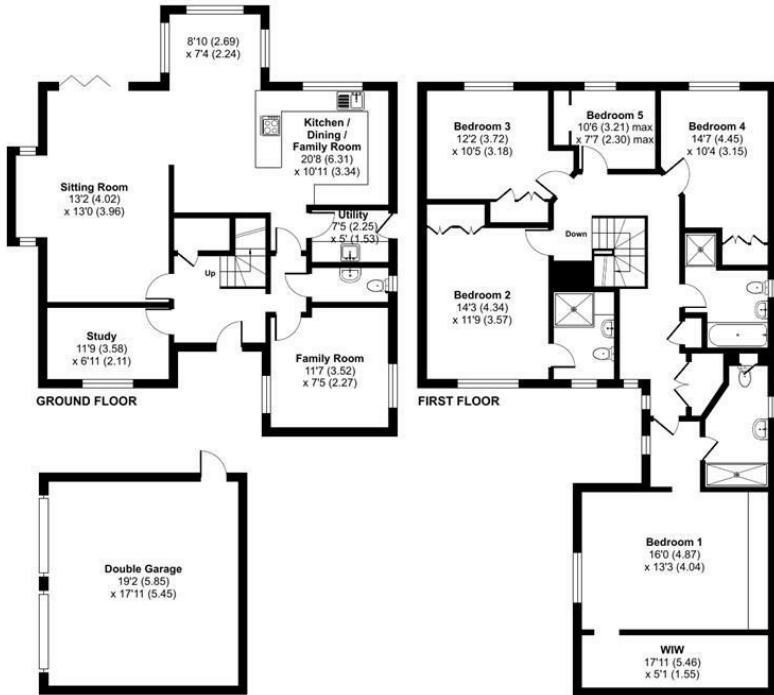 8'10 (2.69)
x 7'4 (2.24)
Kitchen /
Dining /
Family Room
20'8 (6.31)
x 10'11 (3.34)
Sitting Room
13'2 (4.02)
x 13'0 (3.96)
Utility
7'5 (2.25)
x 5' (1.53)
Up
Study
11'9 (3.58)
x 6'11 (2.11)
Family Room
11'7 (3.52)
x 7'5 (2.27)
GROUND FLOOR
Bedroom 3
12'2 (3.72)
x 10'5 (3.18)
Bedroom 5
10'6 (3.21) max
x 7'7 (2.30) max
Bedroom 4
14'7 (4.45)
x 10'4 (3.15)
Down
Bedroom 2
14'3 (4.34)
x 11'9 (3.57)
FIRST FLOOR
Double Garage
19'2 (5.85)
x 17'11 (5.45)
Bedroom 1
16'0 (4.87)
x 13'3 (4.04)
WIW
17'11 (5.46)
x 5'1 (1.55)